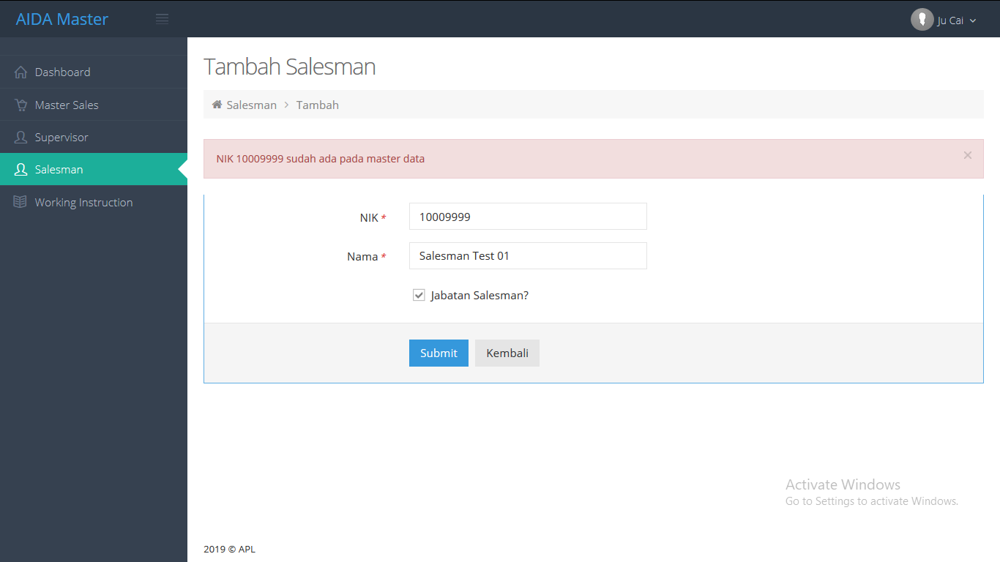 AIDA Master
Ju Cai
Dashboard
Master Sales
Supervisor
Salesman
Working Instruction
Tambah Salesman
Salesman > Tambah
NIK 10009999 sudah ada pada master data
×
NIK * 10009999
Nama * Salesman Test 01
Jabatan Salesman?
Submit Kembali
Activate Windows
Go to Settings to activate Windows.
2019 © APL